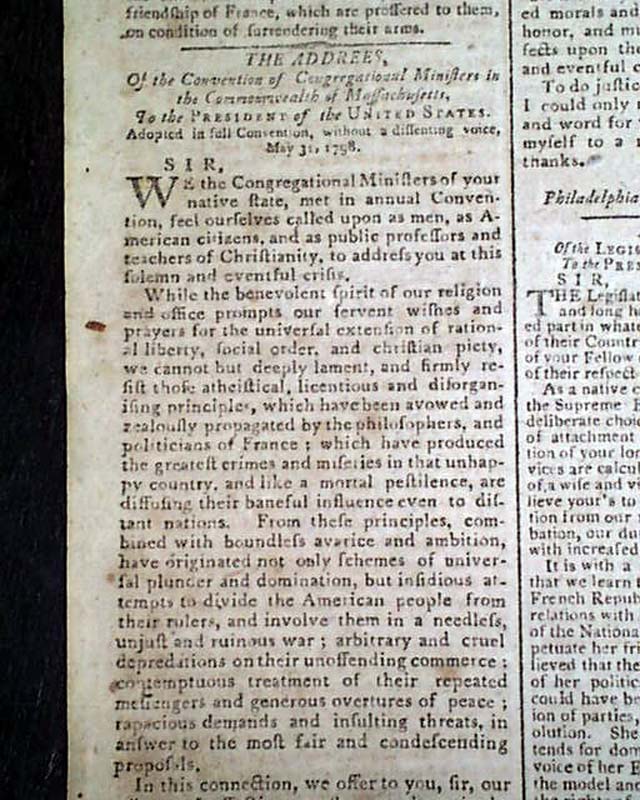 friendſhip of France, which are proffered to them,
on condition of ſurrendering their arms.
THE ADDREES,
Of the Convention of Congregational Miniſters in
the Commonwealth of Maſſachuſetts,
To the PRESIDENT of the UNITED STATES.
Adopted in full Convention, without a diſſenting voice,
May 31, 1798.
SIR,
WE the Congregational Miniſters of your
native ſtate, met in annual Conven-
tion, feel ourſelves called upon as men, as A-
merican citizens, and as public profeſſors and
teachers of Chriſtianity, to addreſs you at this
ſolemn and eventful criſis.
While the benevolent ſpirit of our religion
and office prompts our fervent wiſhes and
prayers for the univerſal extenſion of ration-
al liberty, ſocial order, and chriſtian piety,
we cannot but deeply lament, and firmly re-
ſiſt thoſe atheiſtical, licentious and diſorgan-
iſing principles, which have been avowed and
zealouſly propagated by the philoſophers, and
politicians of France ; which have produced
the greateſt crimes and miſeries in that unhap-
py country, and like a mortal peſtilence, are
diffuſing their baneful influence even to diſ-
tant nations. From theſe principles, com-
bined with boundleſs avarice and ambition,
have originated not only ſchemes of univer-
ſal plunder and domination, but inſidious at-
tempts to divide the American people from
their rulers, and involve them in a needleſs,
unjuſt and ruinous war ; arbitrary and cruel
depredations on their unoffending commerce ;
contemptuous treatment of their repeated
meſſengers and generous overtures of peace ;
rapacious demands and inſulting threats, in
anſwer to the moſt fair and condeſcending
propoſals.
In this connection, we offer to you, ſir, our
ed morals and
honor, and
fects upon the
and eventful
To do juſtice
I could only
and word for
myſelf to a
thanks.
Philadelphia
Of the LEGIS
To the PRES
SIR,
THE Legiſla
and long
ed part in what
of their Countr
of your Fellow
of their reſpect
As a native
the Supreme
deliberate choi
of attachment
tion of your
vices are calcu
of, a wife and
lieve your's to
tion from our
bation, our
with increaſed
It is with a
that we learn
French Repub
relations with
of the Nationa
petuate her
lieved that the
of her politic
could have be
ion of parties
olution. She
tends for dom
voice of her
the model and